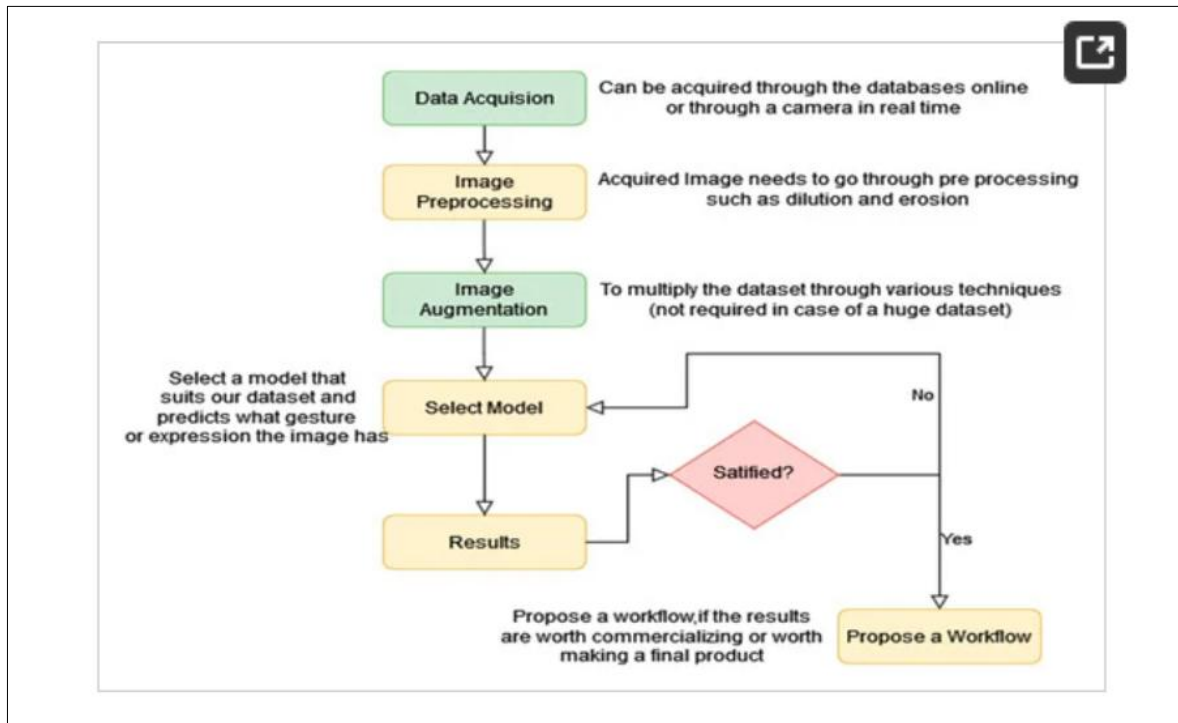 Data Acquision
Can be acquired through the databases online
or through a camera in real time
Image
Preprocessing
Acquired Image needs to go through pre processing
such as dilution and erosion
Image
Augmentation
To multiply the dataset through various techniques
(not required in case of a huge dataset)
Select a model that
suits our dataset and
predicts what gesture
or expression the image has
Select Model
No
Satified?
Results
Yes
Propose a workflow,if the results
are worth commercializing or worth
making a final product
Propose a Workflow